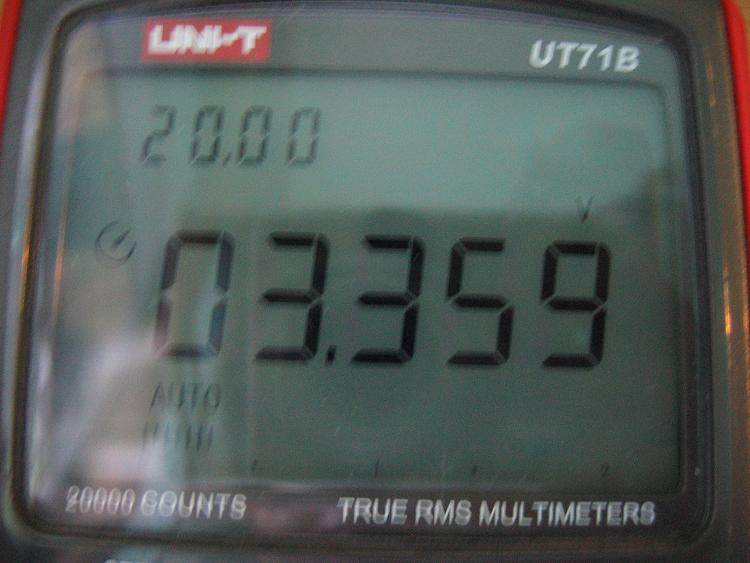 UNI-T
UT71B
20.00
V
03.359
AUTO
20000 COUNTS
TRUE RMS MULTIMETERS